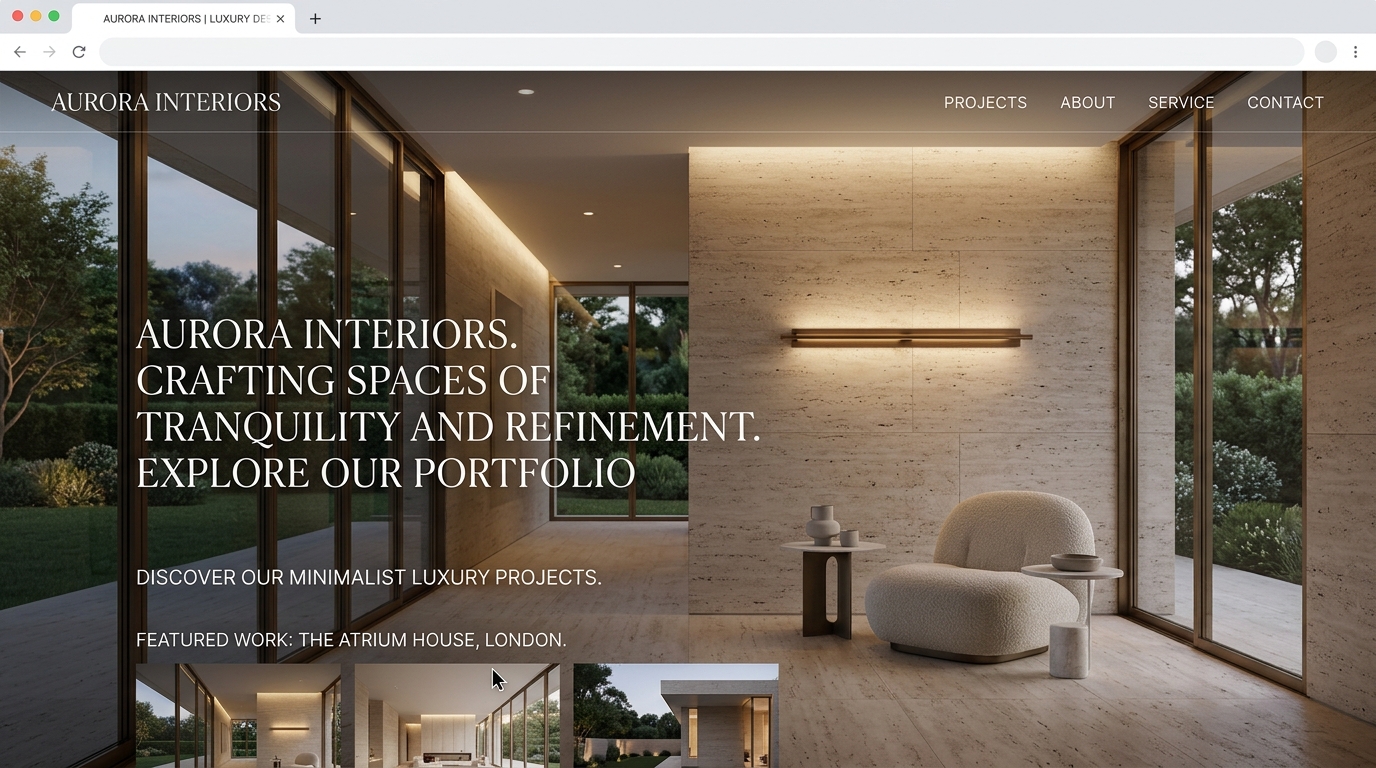 AURORA INTERIORS | LUXURY DES
AURORA INTERIORS
PROJECTS
ABOUT
SERVICE
CONTACT
AURORA INTERIORS.
CRAFTING SPACES OF
TRANQUILITY AND REFINEMENT.
EXPLORE OUR PORTFOLIO
DISCOVER OUR MINIMALIST LUXURY PROJECTS.
FEATURED WORK: THE ATRIUM HOUSE, LONDON.